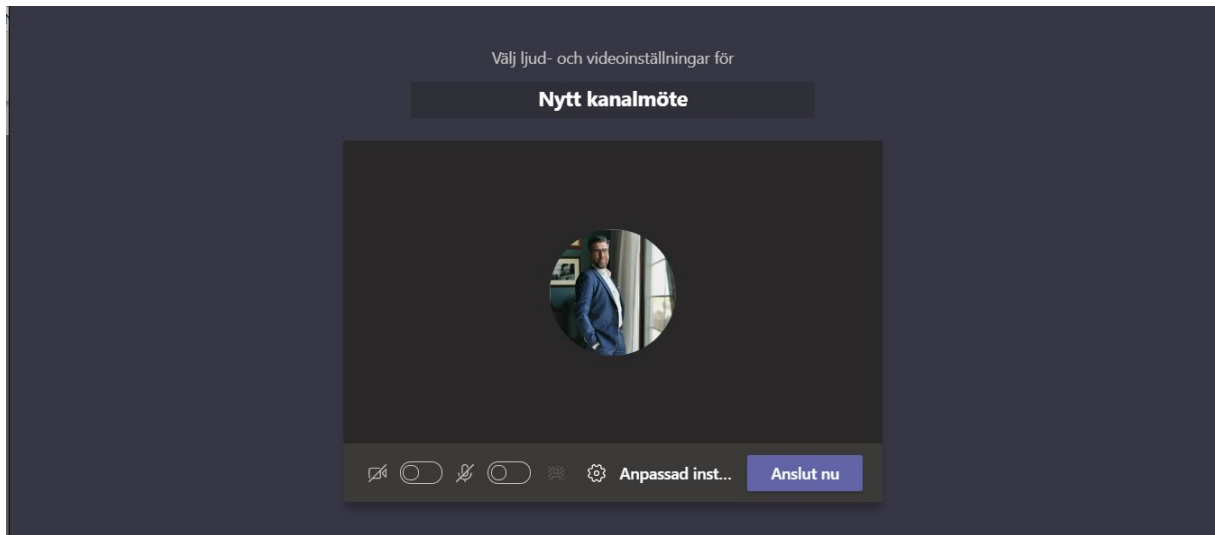 Välj ljud- och videoinställningar för
Nytt kanalmöte
Anpassad inst...
Anslut nu